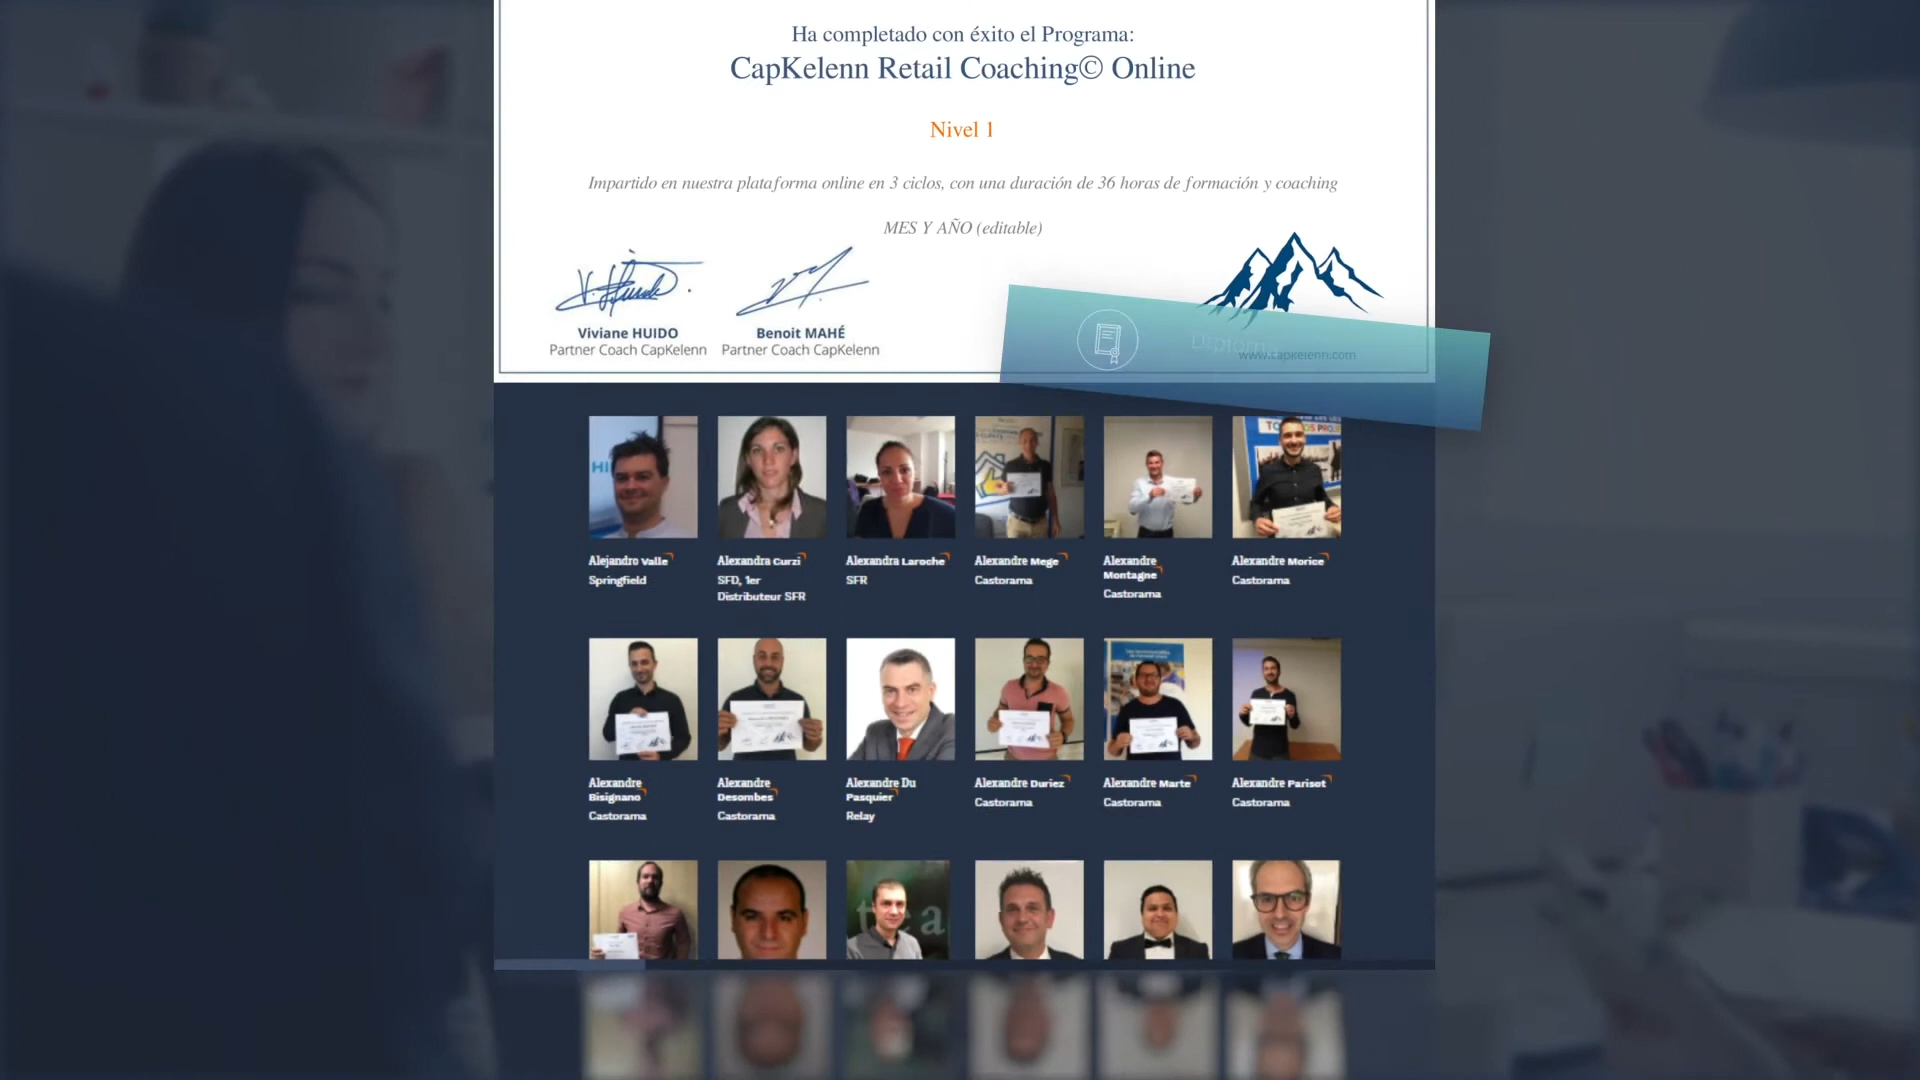 Ha completado con éxito el Programa:
CapKelenn Retail Coaching© Online
Nivel 1
Impartido en nuestra plataforma online en 3 ciclos, con una duración de 36 horas de formación y coaching
MES Y AÑO (editable)
Viviane HUIDO
Partner Coach CapKelenn
Benoit MAHÉ
Partner Coach CapKelenn
Diploma
www.capkelenn.com
Alejandro Valle
Springfield
Alexandra Curzi
SFD, 1er
Distributeur SFR
Alexandra Laroche
SFR
Alexandre Mege
Castorama
Alexandre
Montagne
Castorama
Alexandre Morice
Castorama
Alexandre
Bisignano
Castorama
Alexandre
Desombes
Castorama
Alexandre Du
Pasquier
Relay
Alexandre Duriez
Castorama
Alexandre Marte
Castorama
Alexandre Parisot
Castorama